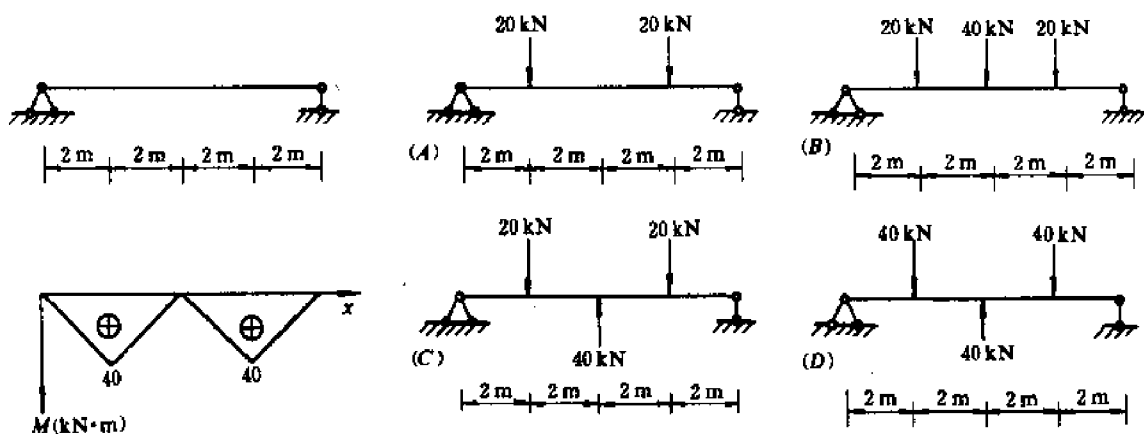 20 kN 20 kN
20 kN 40 kN 20 kN
2 m 2 m 2 m 2 m
(A) 2 m 2 m 2 m 2 m
(B) 2 m 2 m 2 m 2 m
20 kN 20 kN
40 kN 40 kN
x
⊕ ⊕
40 40
M(kN·m)
40 kN
(C)
2 m 2 m 2 m 2 m
40 kN
(D)
2 m 2 m 2 m 2 m